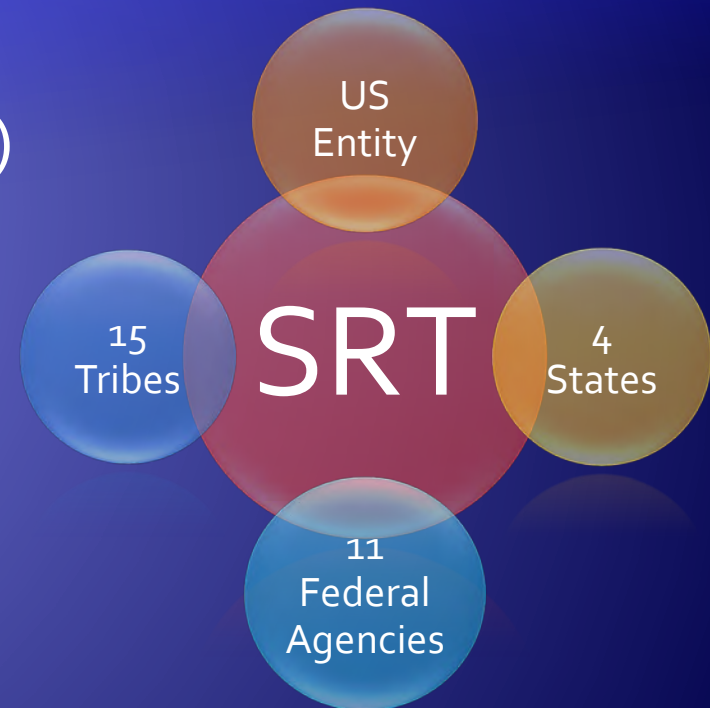 )
US
Entity
15
Tribes
SRT
4
States
11
Federal
Agencies